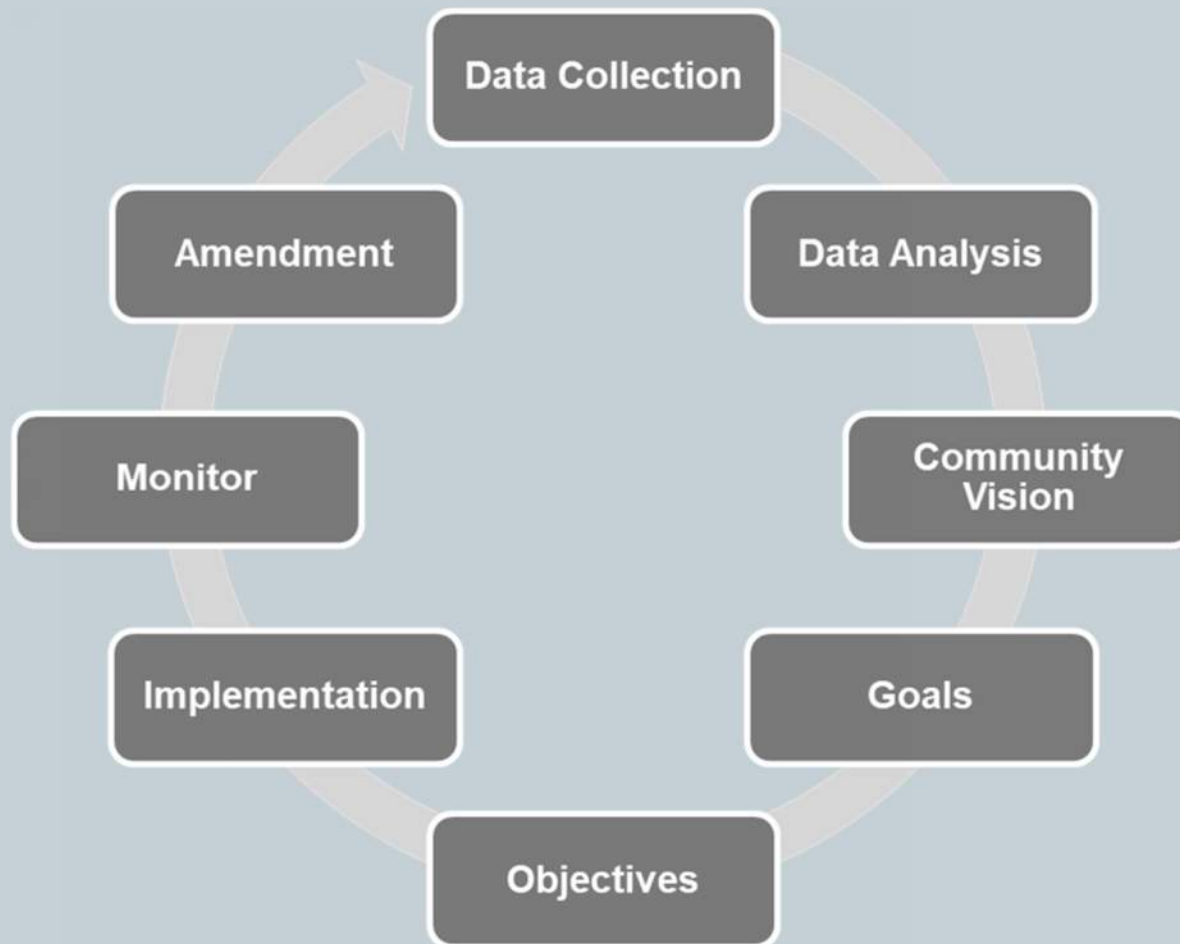 Data Collection
Data Analysis
Community
Vision
Goals
Objectives
Implementation
Monitor
Amendment